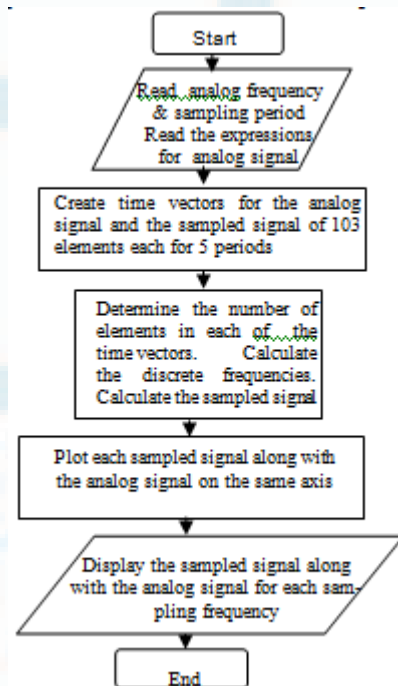 Start
Read analog frequency
& sampling period
Read the expressions
for analog signal
Create time vectors for the analog
signal and the sampled signal of 103
elements each for 5 periods
Determine the number of
elements in each of the
time vectors. Calculate
the discrete frequencies.
Calculate the sampled signal
Plot each sampled signal along with
the analog signal on the same axis
Display the sampled signal along
with the analog signal for each sam-
pling frequency
End